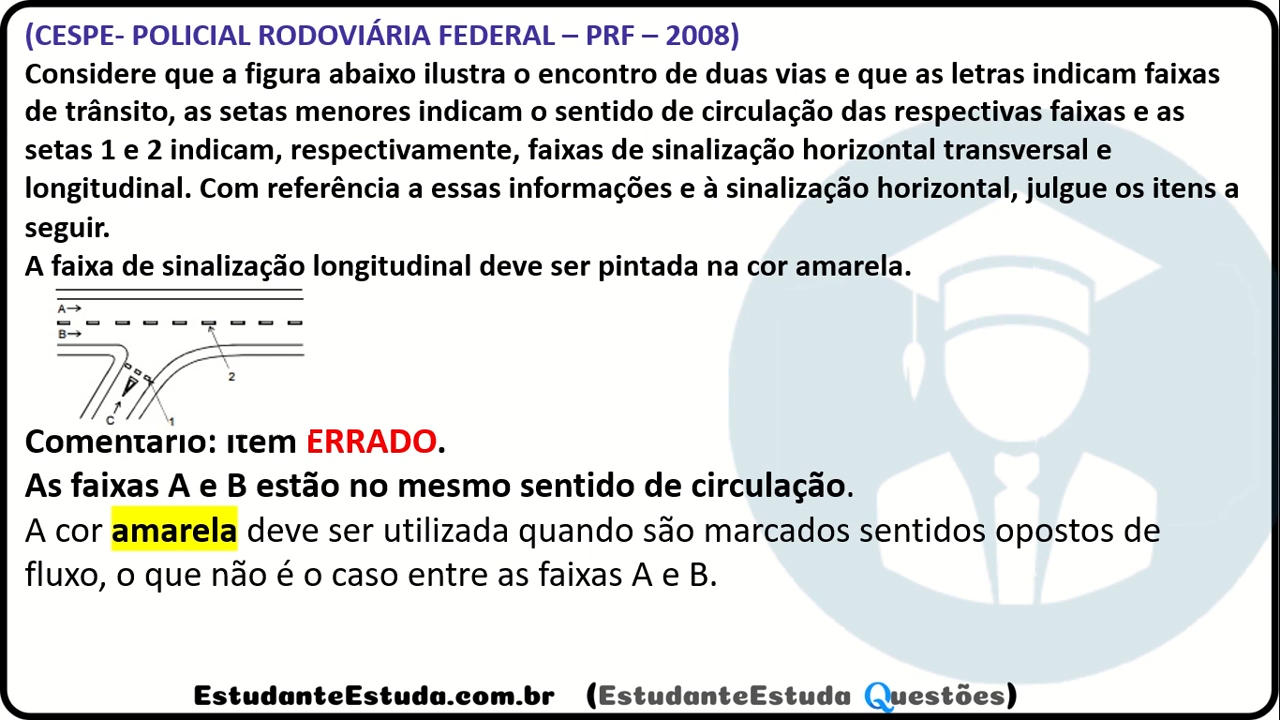 (CESPE- POLICIAL RODOVIÁRIA FEDERAL – PRF – 2008)
Considere que a figura abaixo ilustra o encontro de duas vias e que as letras indicam faixas
de trânsito, as setas menores indicam o sentido de circulação das respectivas faixas e as
setas 1 e 2 indicam, respectivamente, faixas de sinalização horizontal transversal e
longitudinal. Com referência a essas informações e à sinalização horizontal, julgue os itens a
seguir.
A faixa de sinalização longitudinal deve ser pintada na cor amarela.
A→
B→
2
C
1
Comentário: Item ERRADO.
As faixas A e B estão no mesmo sentido de circulação.
A cor amarela deve ser utilizada quando são marcados sentidos opostos de
fluxo, o que não é o caso entre as faixas A e B.
EstudanteEstuda.com.br (EstudanteEstuda Questões)